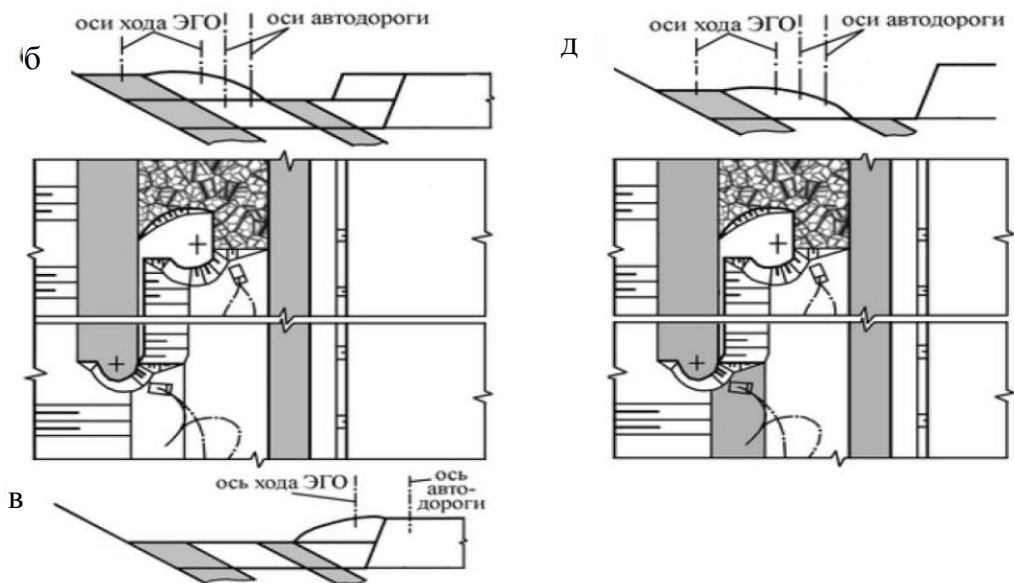 б
оси хода ЭГО
оси автодороги
д
оси хода ЭГО
оси автодороги
в
ось хода ЭГО
ось
авто-
дороги